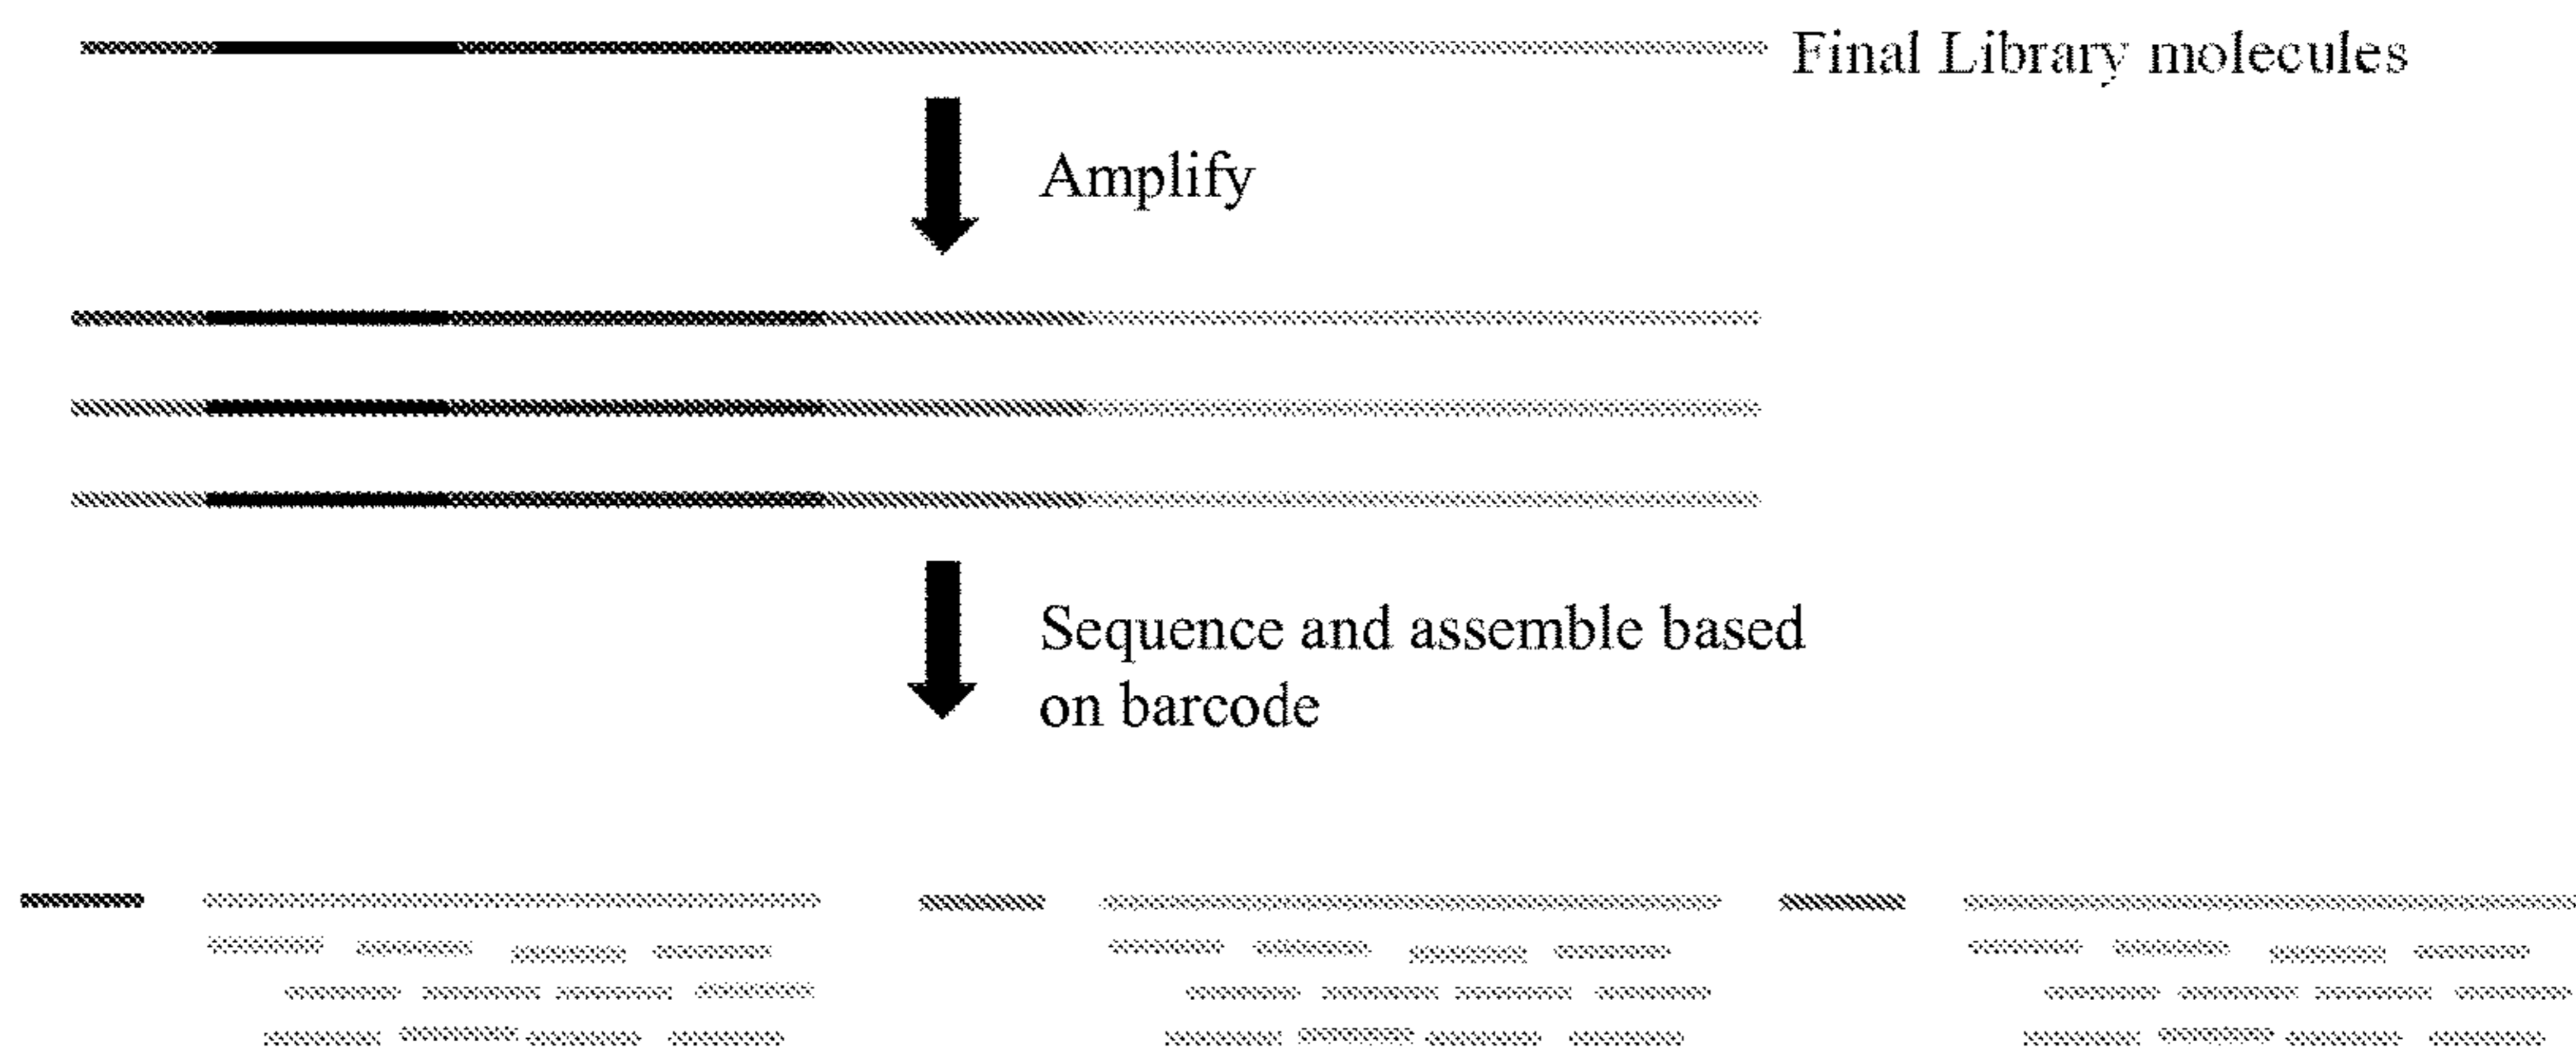 Final Library molecules
Amplify
Sequence and assemble based
on barcode